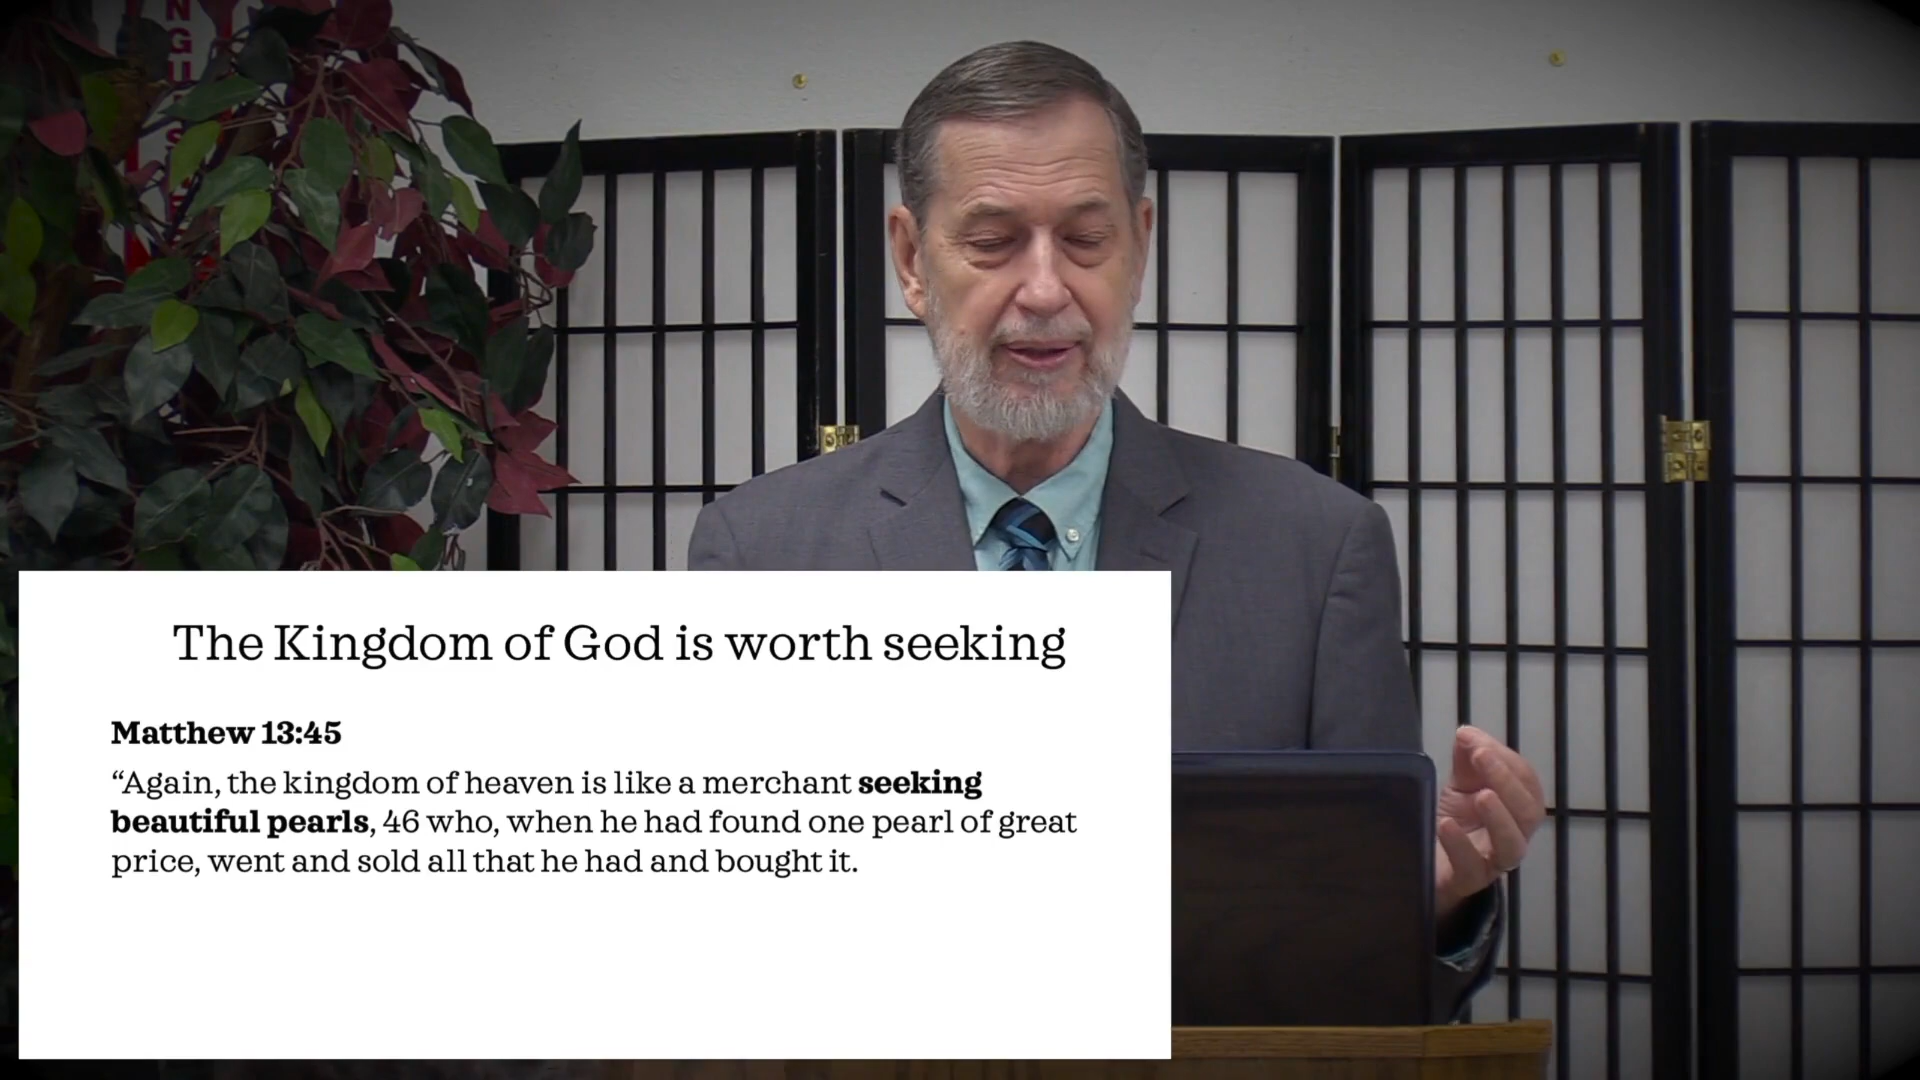 The Kingdom of God is worth seeking
Matthew 13:45
“Again, the kingdom of heaven is like a merchant seeking
beautiful pearls, 46 who, when he had found one pearl of great
price, went and sold all that he had and bought it.